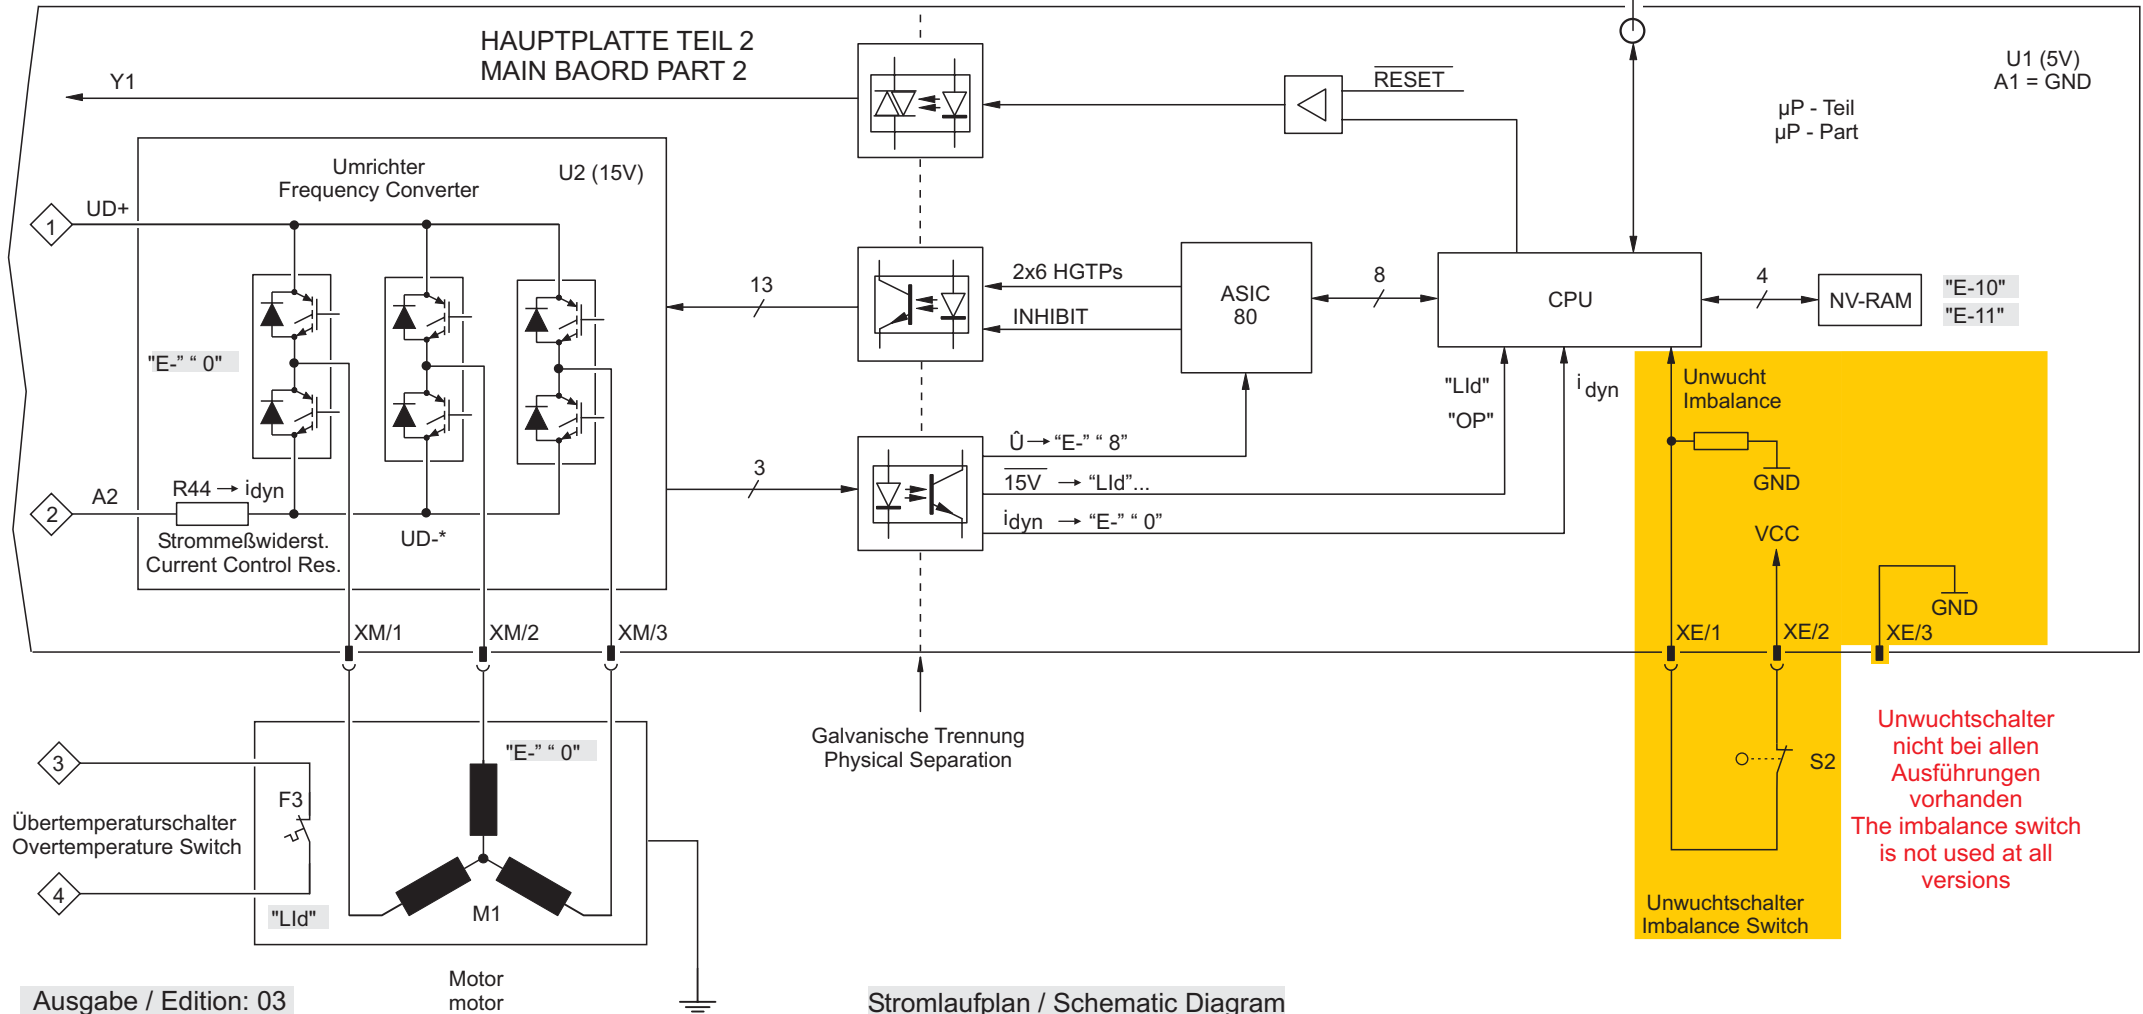 HAUPTPLATTE TEIL 2
MAIN BAORD PART 2
U1 (5V)
A1 = GND
µP - Teil
µP - Part
Y1
RESET
Umrichter
Frequency Converter
U2 (15V)
1
UD+
"E-” “ 0"
13
2x6 HGTPs
INHIBIT
ASIC
80
8
CPU
4
NV-RAM
"E-10"
"E-11"
"LId"
"OP"
i dyn
Unwucht
Imbalance
GND
VCC
GND
2
A2
R44 → idyn
Strommeßwiderst.
Current Control Res.
UD-*
3
Û → “E-” “ 8”
15V → “LId”...
idyn → “E-” “ 0”
XM/1
XM/2
XM/3
XE/1
XE/2
XE/3
Galvanische Trennung
Physical Separation
3
Übertemperaturschalter
Overtemperature Switch
4
F3
"LId"
"E-” “ 0"
M1
S2
Unwuchtschalter
nicht bei allen
Ausführungen
vorhanden
The imbalance switch
is not used at all
versions
Unwuchtschalter
Imbalance Switch
Motor
motor
Ausgabe / Edition: 03
Stromlaufplan / Schematic Diagram